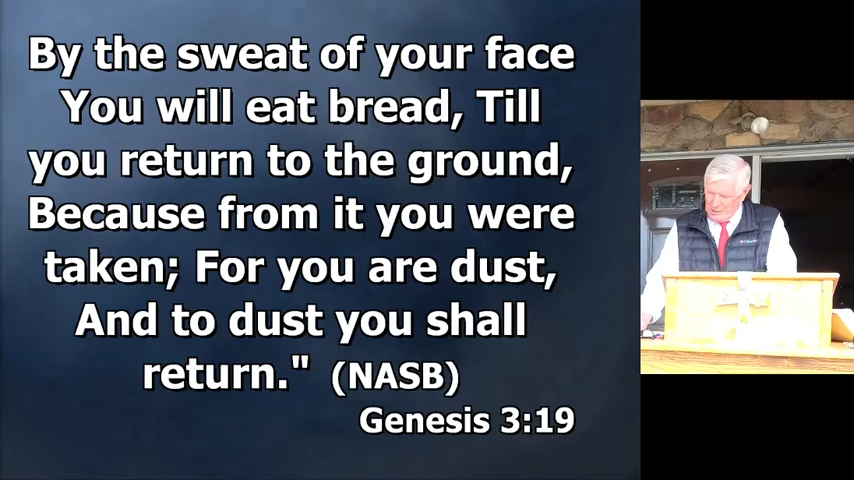 By the sweat of your face
You will eat bread, Till
you return to the ground,
Because from it you were
taken; For you are dust,
And to dust you shall
return." (NASB)
Genesis 3:19